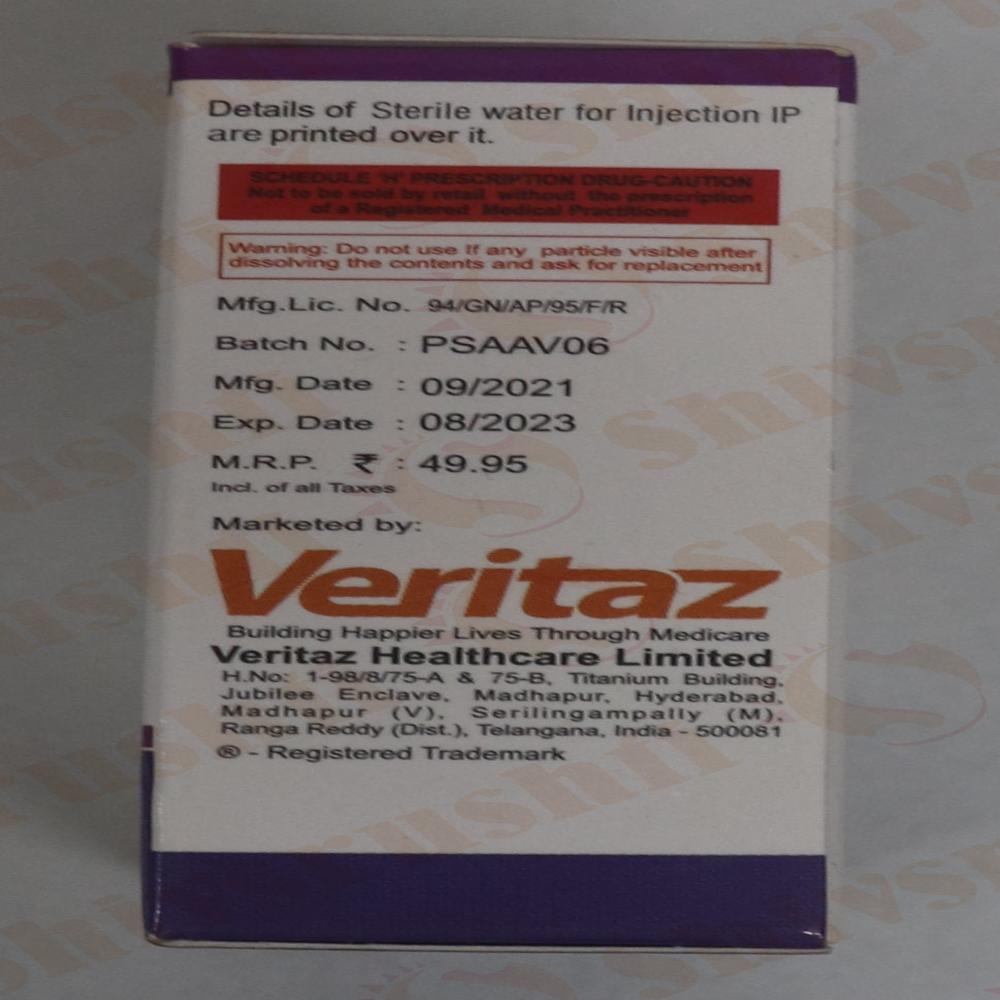 Details of Sterile water for Injection IP
are printed over it.
SCHEDULE 'H' PRESCRIPTION DRUG-CAUTION
Not to be sold by retail without the prescription
of a Registered Medical Practitioner
Warning: Do not use If any particle visible after
dissolving the contents and ask for replacement
Mfg.Lic. No. 94/GN/AP/95/F/R
Batch No. : PSAAV06
Mfg. Date : 09/2021
Exp. Date : 08/2023
M.R.P. ₹ : 49.95
Incl. of all Taxes
Marketed by:
Veritaz
Building Happier Lives Through Medicare
Veritaz Healthcare Limited
H.No: 1-98/8/75-A & 75-B, Titanium Building,
Jubilee Enclave, Madhapur, Hyderabad,
Madhapur (V), Serilingampally (M),
Ranga Reddy (Dist.), Telangana, India - 500081
® - Registered Trademark